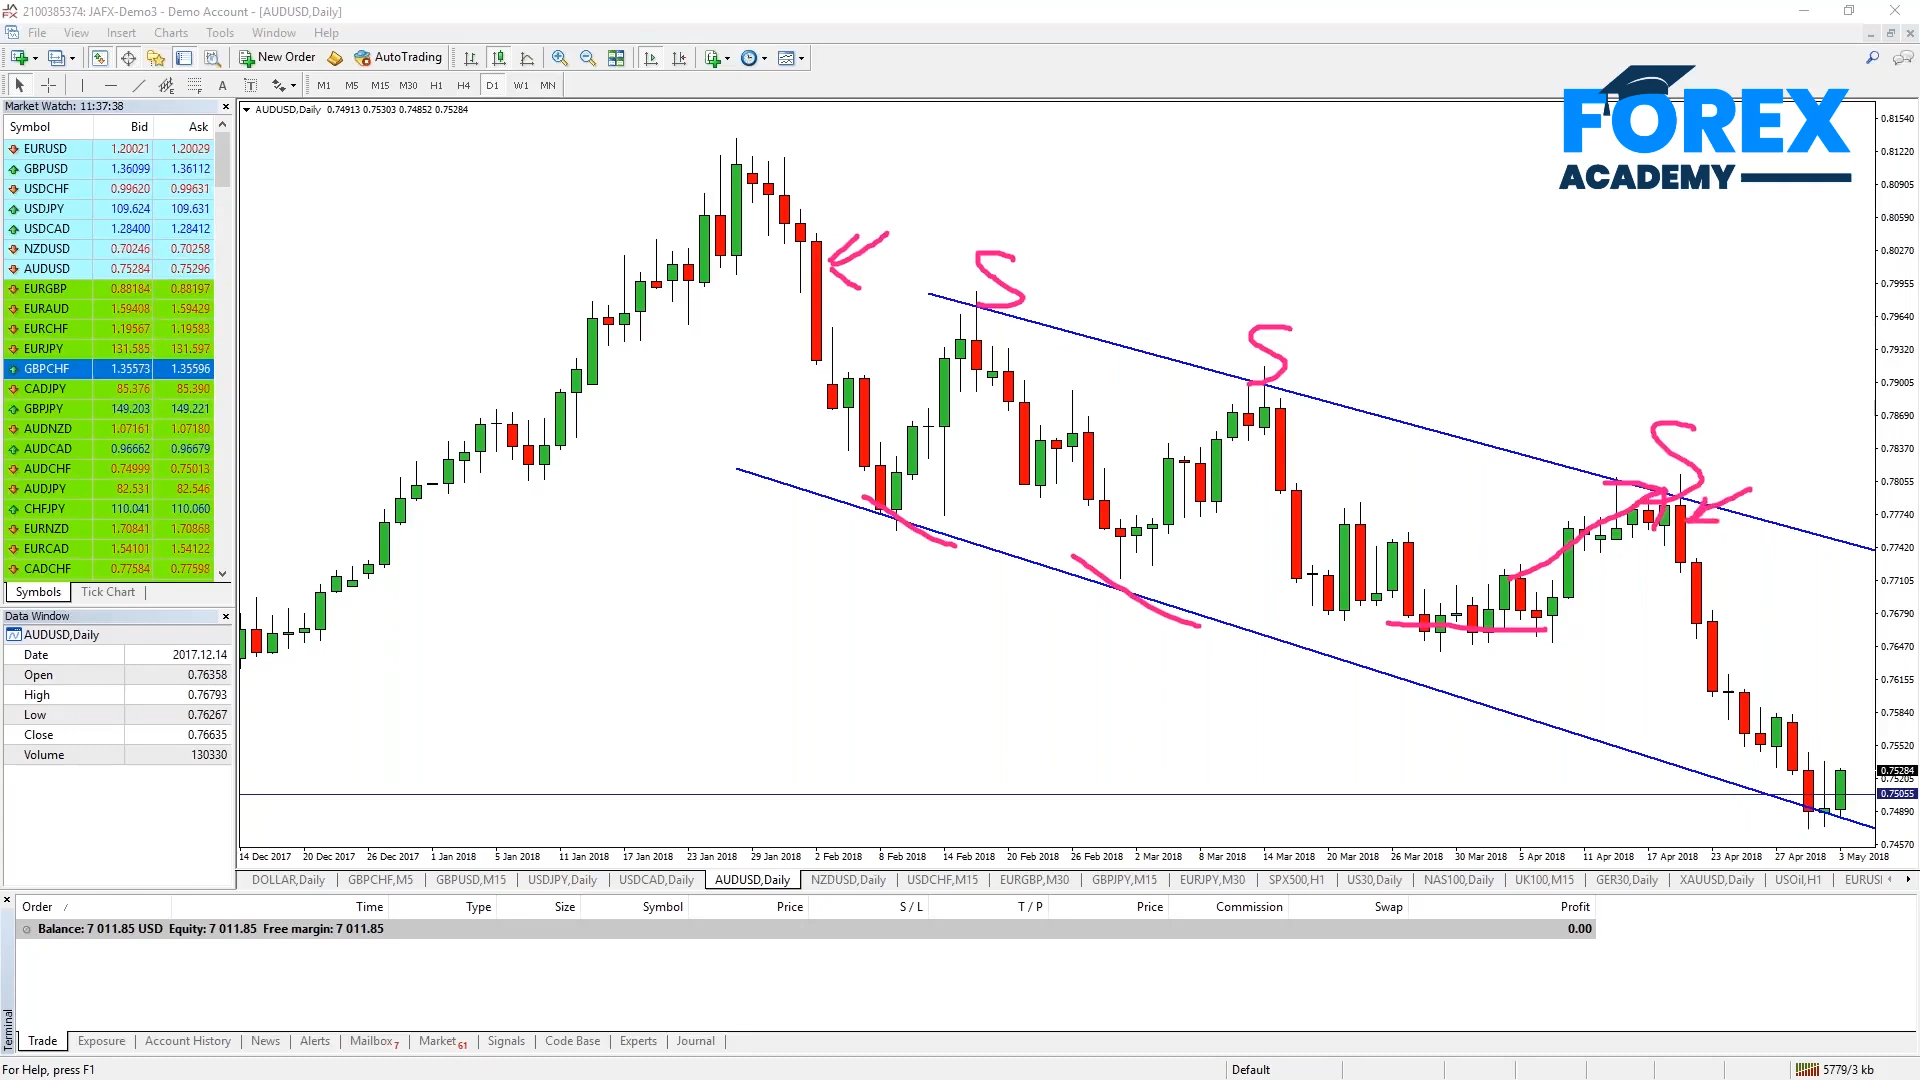 2100385374: JAFX-Demo3 - Demo Account - [AUDUSD,Daily]
File View Insert Charts Tools Window Help
New Order AutoTrading
A T M1 M5 M15 M30 H1 H4 D1 W1 MN
Market Watch: 11:37:38
Symbol Bid Ask
EURUSD 1.20021 1.20029
GBPUSD 1.36099 1.36112
USDCHF 0.99620 0.99631
USDJPY 109.624 109.631
USDCAD 1.28400 1.28412
NZDUSD 0.70246 0.70258
AUDUSD 0.75284 0.75296
EURGBP 0.88184 0.88197
EURAUD 1.59408 1.59429
EURCHF 1.19567 1.19583
EURJPY 131.585 131.597
GBPCHF 1.35573 1.35596
CADJPY 85.376 85.390
GBPJPY 149.203 149.221
AUDNZD 1.07161 1.07180
AUDCAD 0.96662 0.96679
AUDCHF 0.74999 0.75013
AUDJPY 82.531 82.546
CHFJPY 110.041 110.060
EURNZD 1.70841 1.70868
EURCAD 1.54101 1.54122
CADCHF 0.77584 0.77598
Symbols Tick Chart
Data Window
AUDUSD,Daily
Date 2017.12.14
Open 0.76358
High 0.76793
Low 0.76267
Close 0.76635
Volume 130330
AUDUSD,Daily 0.74913 0.75303 0.74852 0.75284
FOREX
ACADEMY
S
S
S
0.81540
0.81220
0.80905
0.80590
0.80270
0.79955
0.79640
0.79320
0.79005
0.78690
0.78370
0.78055
0.77740
0.77420
0.77105
0.76790
0.76470
0.76155
0.75840
0.75520
0.75284
0.75205
0.75055
0.74890
0.74570
14 Dec 2017 20 Dec 2017 26 Dec 2017 1 Jan 2018 5 Jan 2018 11 Jan 2018 17 Jan 2018 23 Jan 2018 29 Jan 2018 2 Feb 2018 8 Feb 2018 14 Feb 2018 20 Feb 2018 26 Feb 2018 2 Mar 2018 8 Mar 2018 14 Mar 2018 20 Mar 2018 26 Mar 2018 30 Mar 2018 5 Apr 2018 11 Apr 2018 17 Apr 2018 23 Apr 2018 27 Apr 2018 3 May 2018
DOLLAR,Daily GBPCHF,M5 GBPUSD,M15 USDJPY,Daily USDCAD,Daily AUDUSD,Daily NZDUSD,Daily USDCHF,M15 EURGBP,M30 GBPJPY,M15 EURJPY,M30 SPX500,H1 US30,Daily NAS100,Daily UK100,M15 GER30,Daily XAUUSD,Daily USOil,H1 EURUSI
Order / Time Type Size Symbol Price S / L T / P Price Commission Swap Profit
Balance: 7 011.85 USD Equity: 7 011.85 Free margin: 7 011.85 0.00
Terminal
Trade Exposure Account History News Alerts Mailbox 7 Market 61 Signals Code Base Experts Journal
For Help, press F1 Default 5779/3 kb